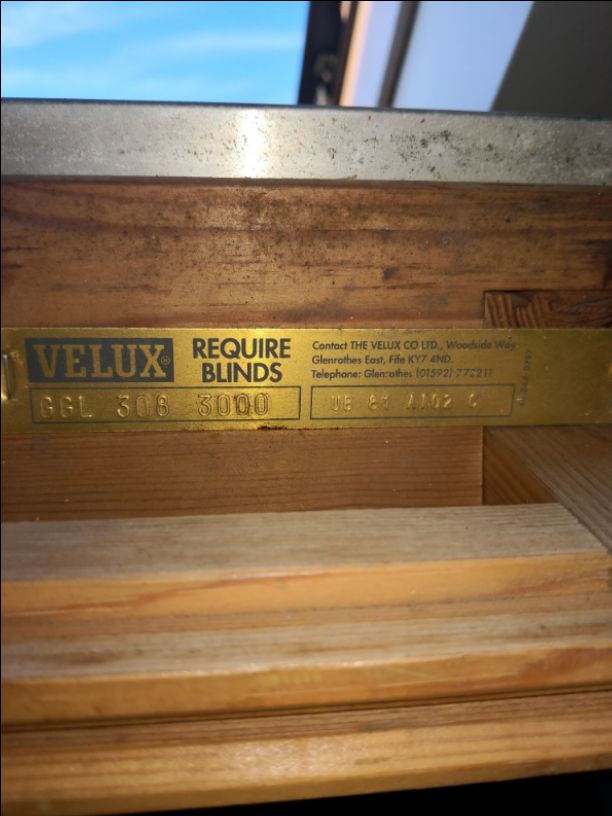 VELUX®
REQUIRE
BLINDS
Contact THE VELUX CO LTD., Woodside Way
Glenrothes East, Fife KY7 4ND.
Telephone: Glenrothes (01592) 772211
GGL 308 3000